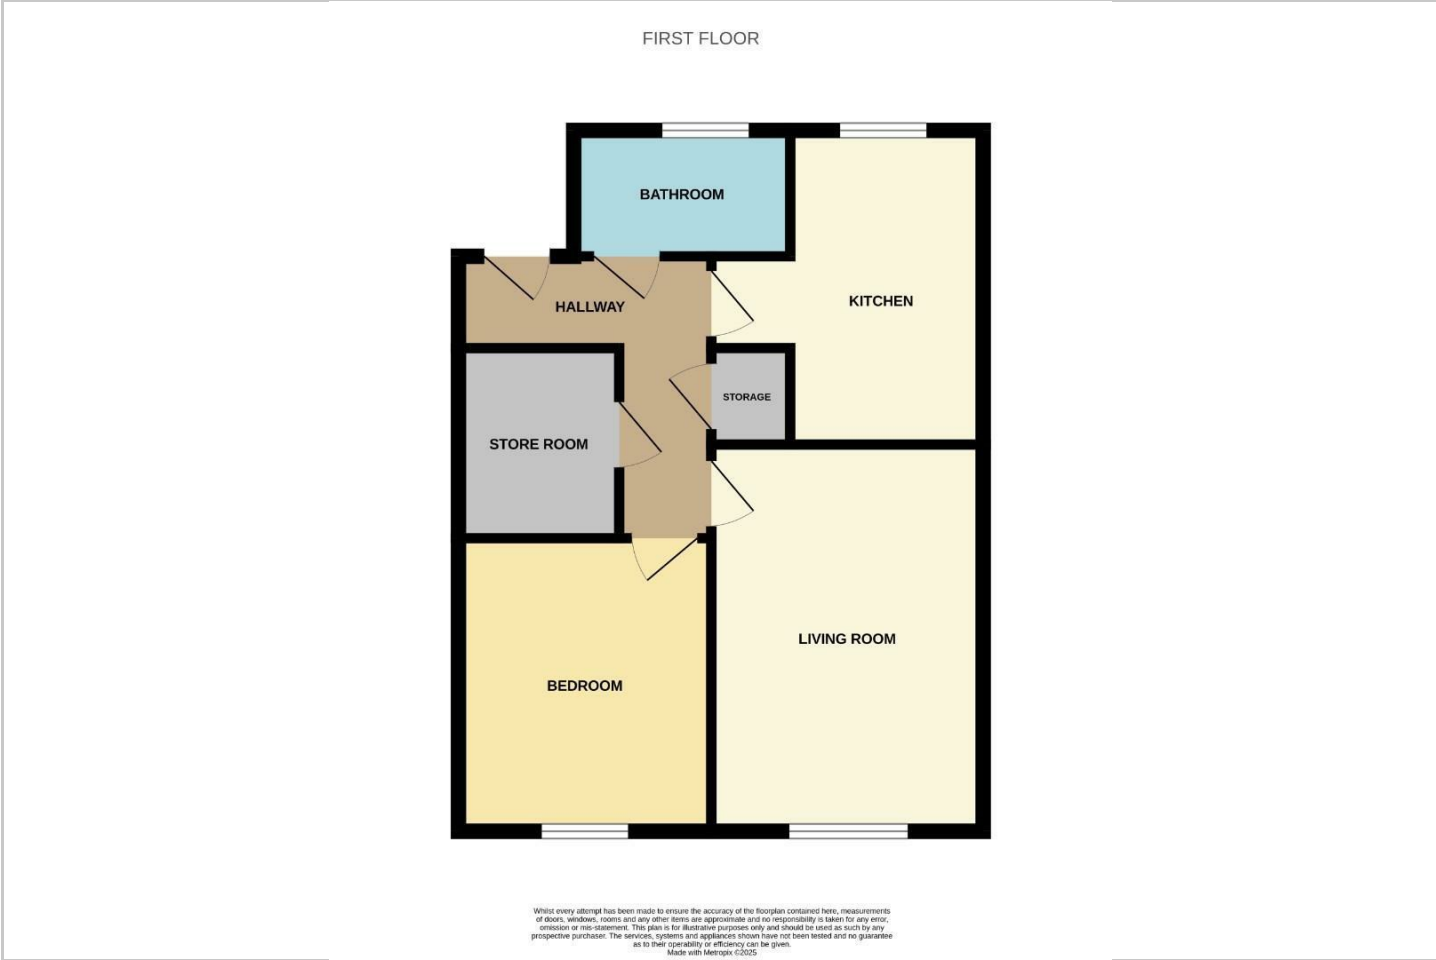 FIRST FLOOR
BATHROOM
KITCHEN
HALLWAY
STORAGE
STORE ROOM
LIVING ROOM
BEDROOM
Whilst every attempt has been made to ensure the accuracy of the floorplan contained here, measurements
of doors, windows, rooms and any other items are approximate and no responsibility is taken for any error,
omission or mis-statement. This plan is for illustrative purposes only and should be used as such by any
prospective purchaser. The services, systems and appliances shown have not been tested and no guarantee
as to their operability or efficiency can be given.
Made with Metropix ©2025